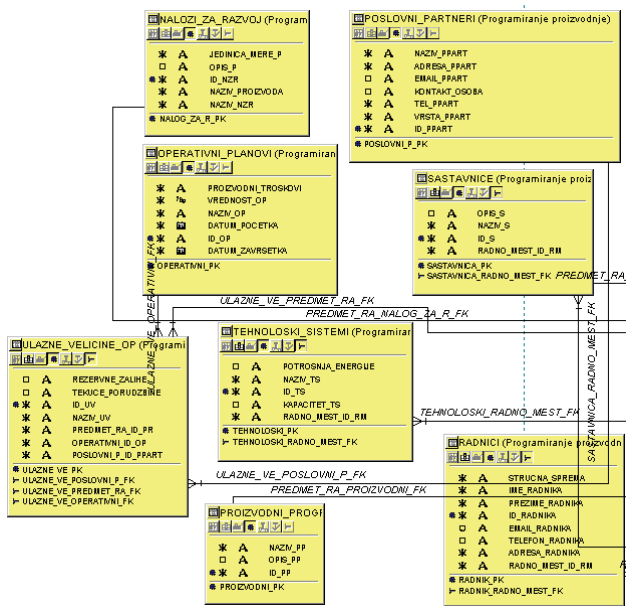 NALOZI_ZA_RAZVOJ (Program
JEDINICA_MERE_P
OPIS_P
ID_NZR
NAZIV_PROIZVODA
NAZIV_NZR
NALOG_ZA_R_PK
POSLOVNI_PARTNERI (Programiranje proizvodnje)
NAZIV_PPART
ADRESA_PPART
EMAIL_PPART
KONTAKT_OSOBA
TEL_PPART
VRSTA_PPART
ID_PPART
POSLOVNI_P_PK
OPERATIVNI_PLANOVI (Programiran
PROIZVODNI_TROSKOVI
VREDNOST_OP
NAZIV_OP
DATUM_POCETKA
ID_OP
DATUM_ZAVRSETKA
OPERATIVNI_PK
SASTAVNICE (Programiranje proiz
OPIS_S
NAZIV_S
ID_S
RADNO_MEST_ID_RM
SASTAVNICA_PK
SASTAVNICA_RADNO_MEST_FK
PREDMET_RA
ULAZNE_VE_OPERATIVNI_FK
ULAZNE_VE_PREDMET_RA_FK
PREDMET_RA_NALOG_ZA_R_FK
SASTAVNICA_RADNO_MEST_FK
ULAZNE_VELICINE_OP (Programi
REZERVNE_ZALIHE
TEKUCE_PORUDZBINE
ID_UV
NAZIV_UV
PREDMET_RA_ID_PR
OPERATIVNI_ID_OP
POSLOVNI_P_ID_PPART
ULAZNE_VE_PK
ULAZNE_VE_POSLOVNI_P_FK
ULAZNE_VE_PREDMET_RA_FK
ULAZNE_VE_OPERATIVNI_FK
TEHNOLOSKI_SISTEMI (Programirar
POTROSNJA_ENERGIJE
NAZIV_TS
ID_TS
KAPACITET_TS
RADNO_MEST_ID_RM
TEHNOLOSKI_PK
TEHNOLOSKI_RADNO_MEST_FK
TEHNOLOSKI_RADNO_MEST_FK
ULAZNE_VE_POSLOVNI_P_FK
PREDMET_RA_PROIZVODNI_FK
RADNICI (Programiranje proizvodn
STRUCNA_SPREMA
IME_RADNIKA
PREZIME_RADNIKA
ID_RADNIKA
EMAIL_RADNIKA
TELEFON_RADNIKA
ADRESA_RADNIKA
RADNO_MEST_ID_RM
RADNIK_PK
RADNIK_RADNO_MEST_FK
PROIZVODNI_PROGF
NAZIV_PP
OPIS_PP
ID_PP
PROIZVODNI_PK